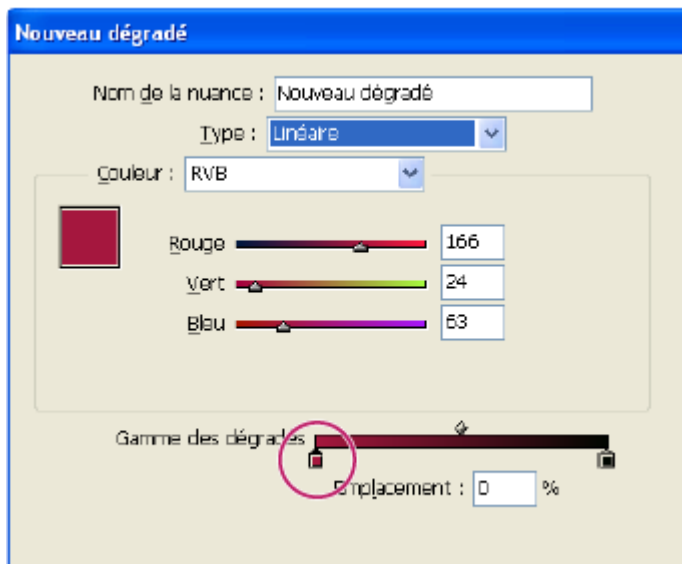 Nouveau dégradé
Nom de la nuance : Nouveau dégradé
Type : Linéaire
Couleur : RVB
Rouge 166
Vert 24
Bleu 63
Gamme des dégradés
Emplacement : 0 %